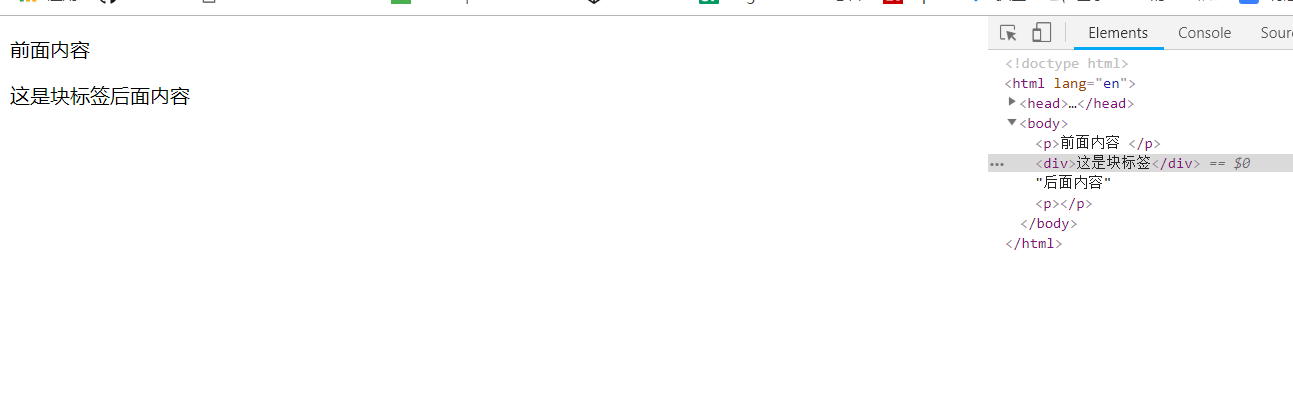 前面内容
这是块标签后面内容
Elements Console Sour
<!doctype html>
<html lang="en">
<head>…</head>
<body>
<p>前面内容 </p>
<div>这是块标签</div> == $0
"后面内容"
<p></p>
</body>
</html>